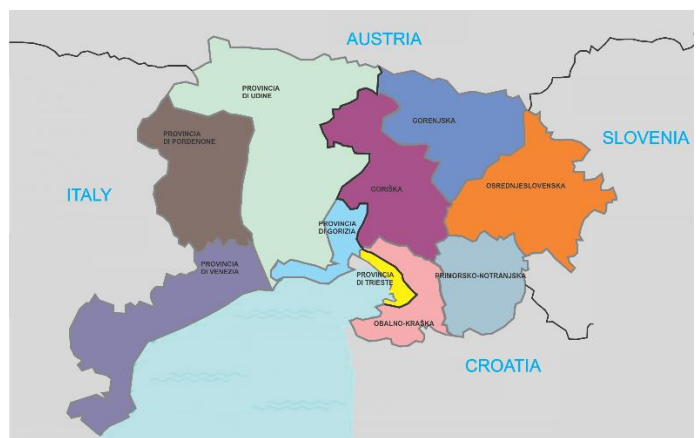 AUSTRIA
PROVINCIA
DI UDINE
GORENJSKA
PROVINCIA
DI PORDENONE
SLOVENIA
OSREDNJESLOVENSKA
ITALY
GORIŠKA
PROVINCIA
DI GORIZIA
PROVINCIA
DI VENEZIA
PROVINCIA
DI TRIESTE
PRIMORSKO-NOTRANJSKA
OBALNO-KRAŠKA
CROATIA